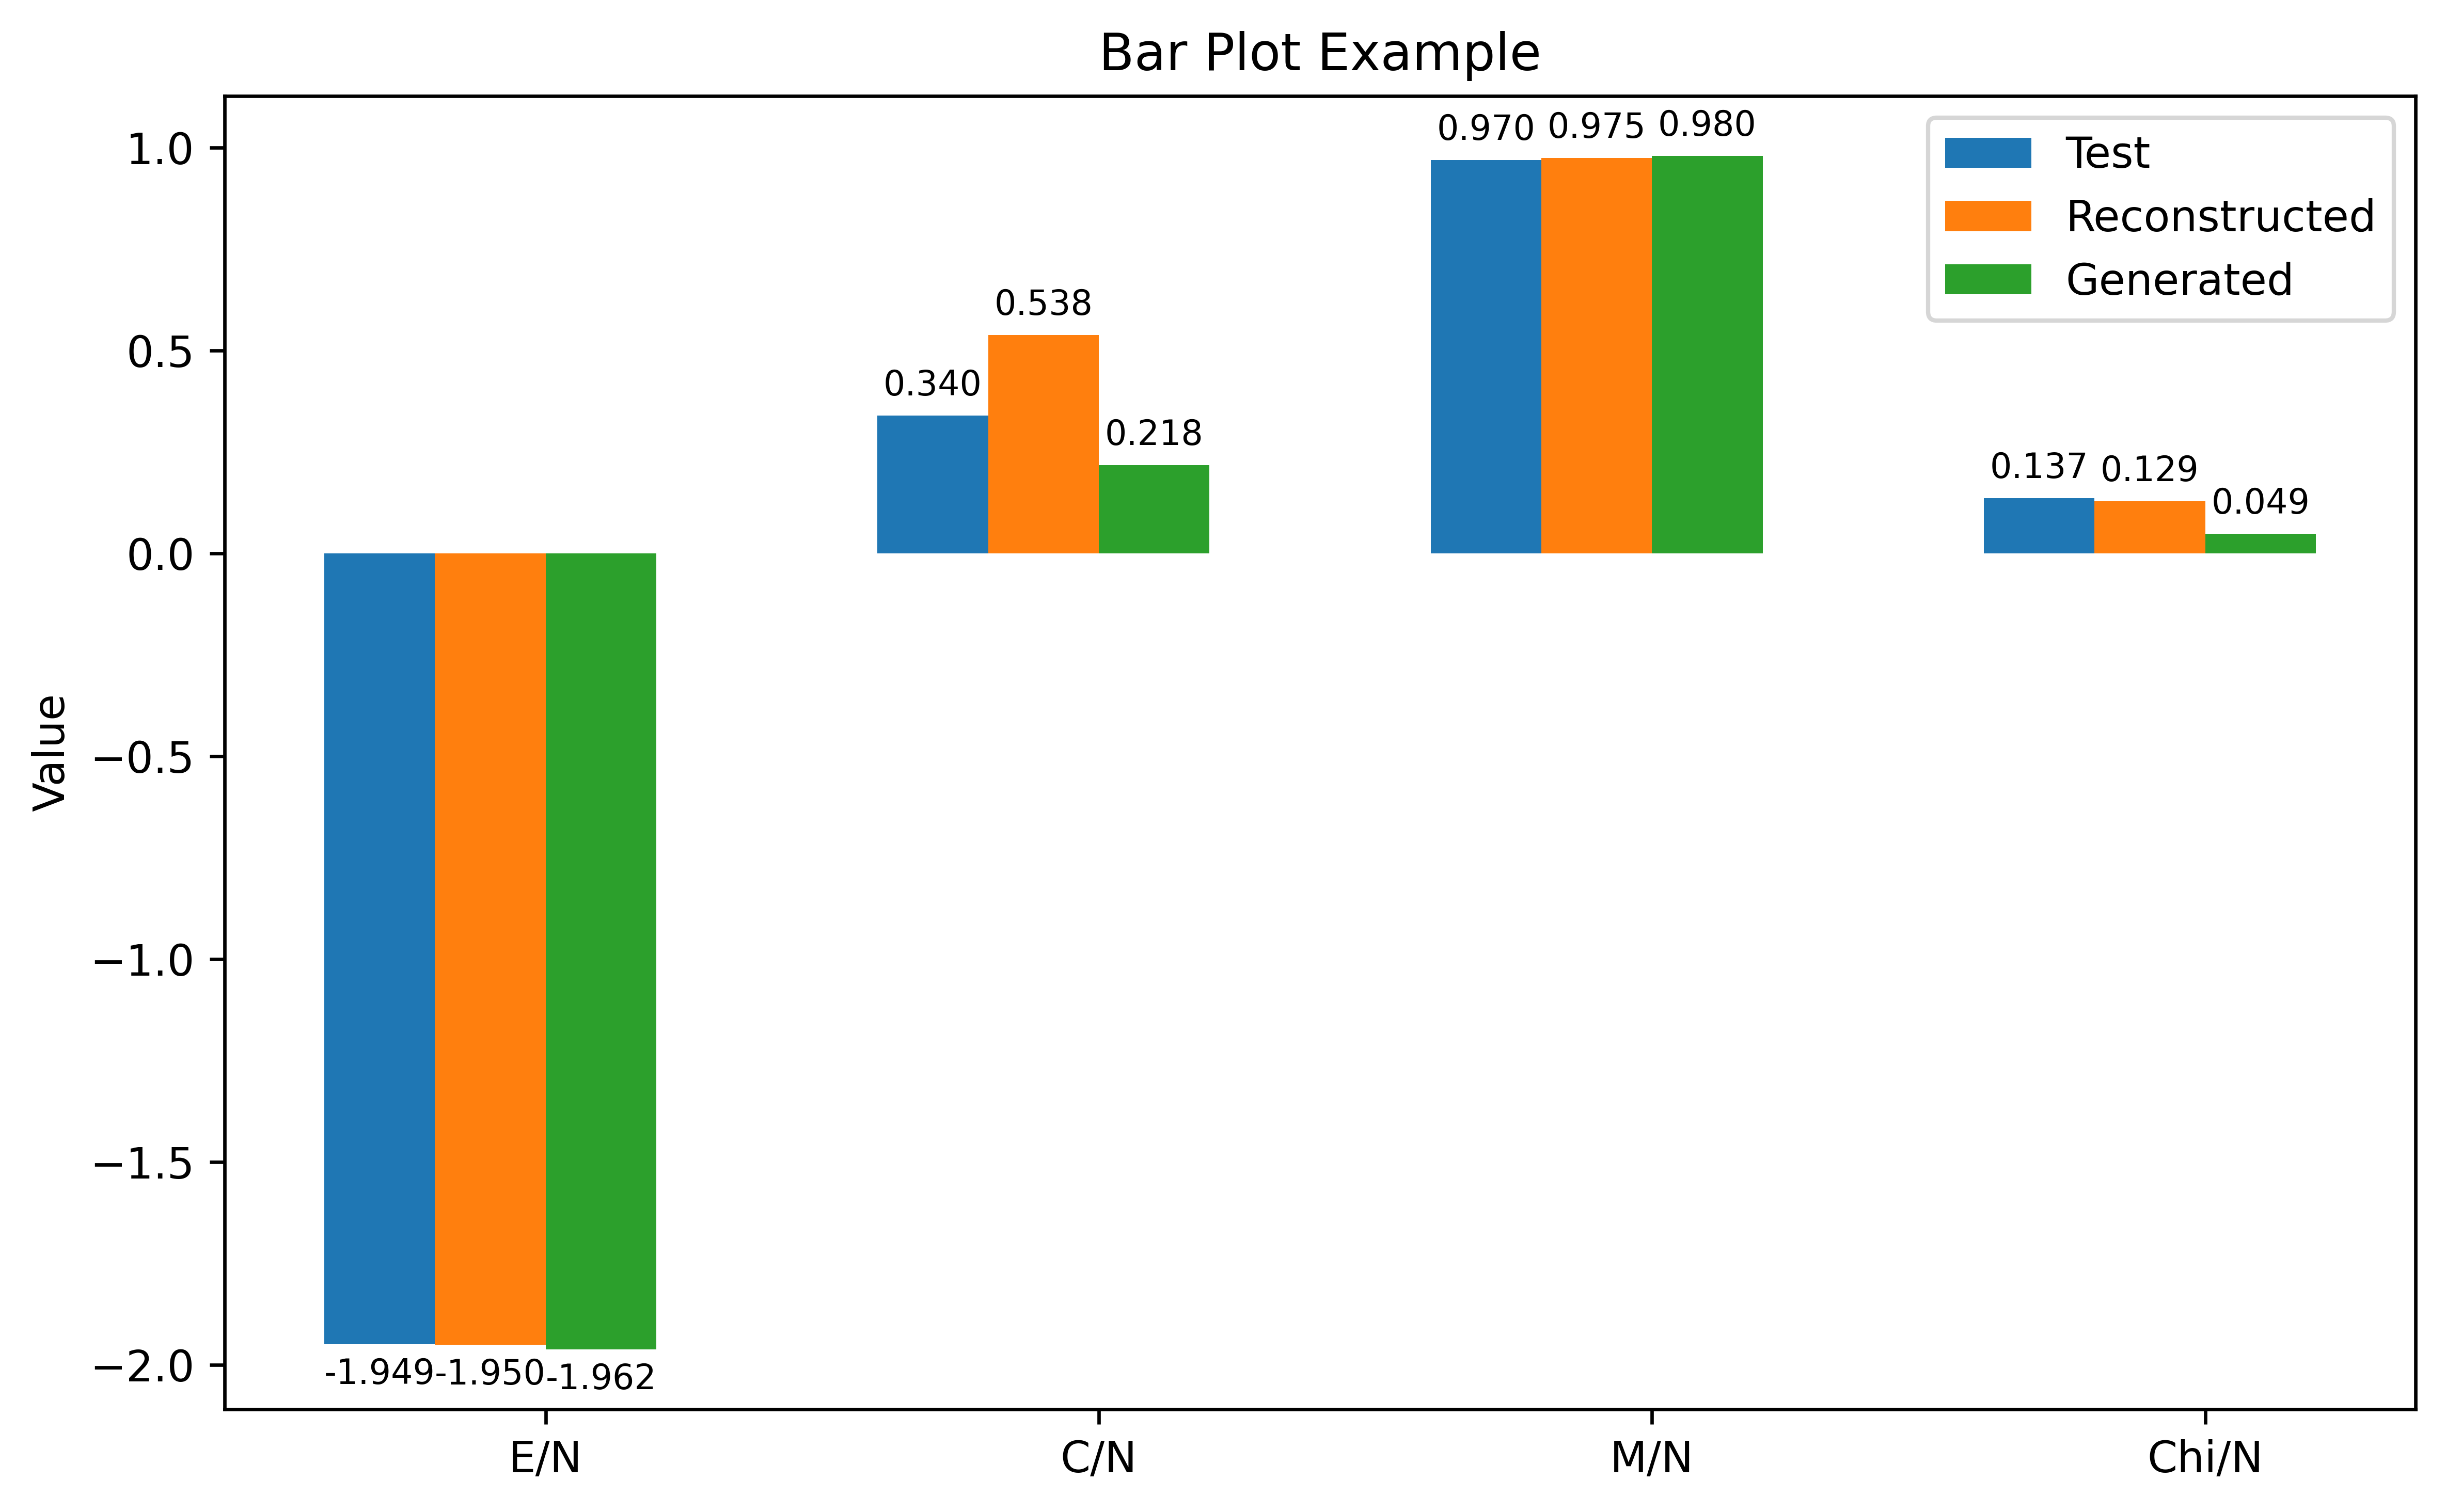 Bar Plot Example
Value
1.0
0.5
0.0
−0.5
−1.0
−1.5
−2.0
-1.949
-1.950
-1.962
0.340
0.538
0.218
0.970
0.975
0.980
0.137
0.129
0.049
Test
Reconstructed
Generated
E/N
C/N
M/N
Chi/N